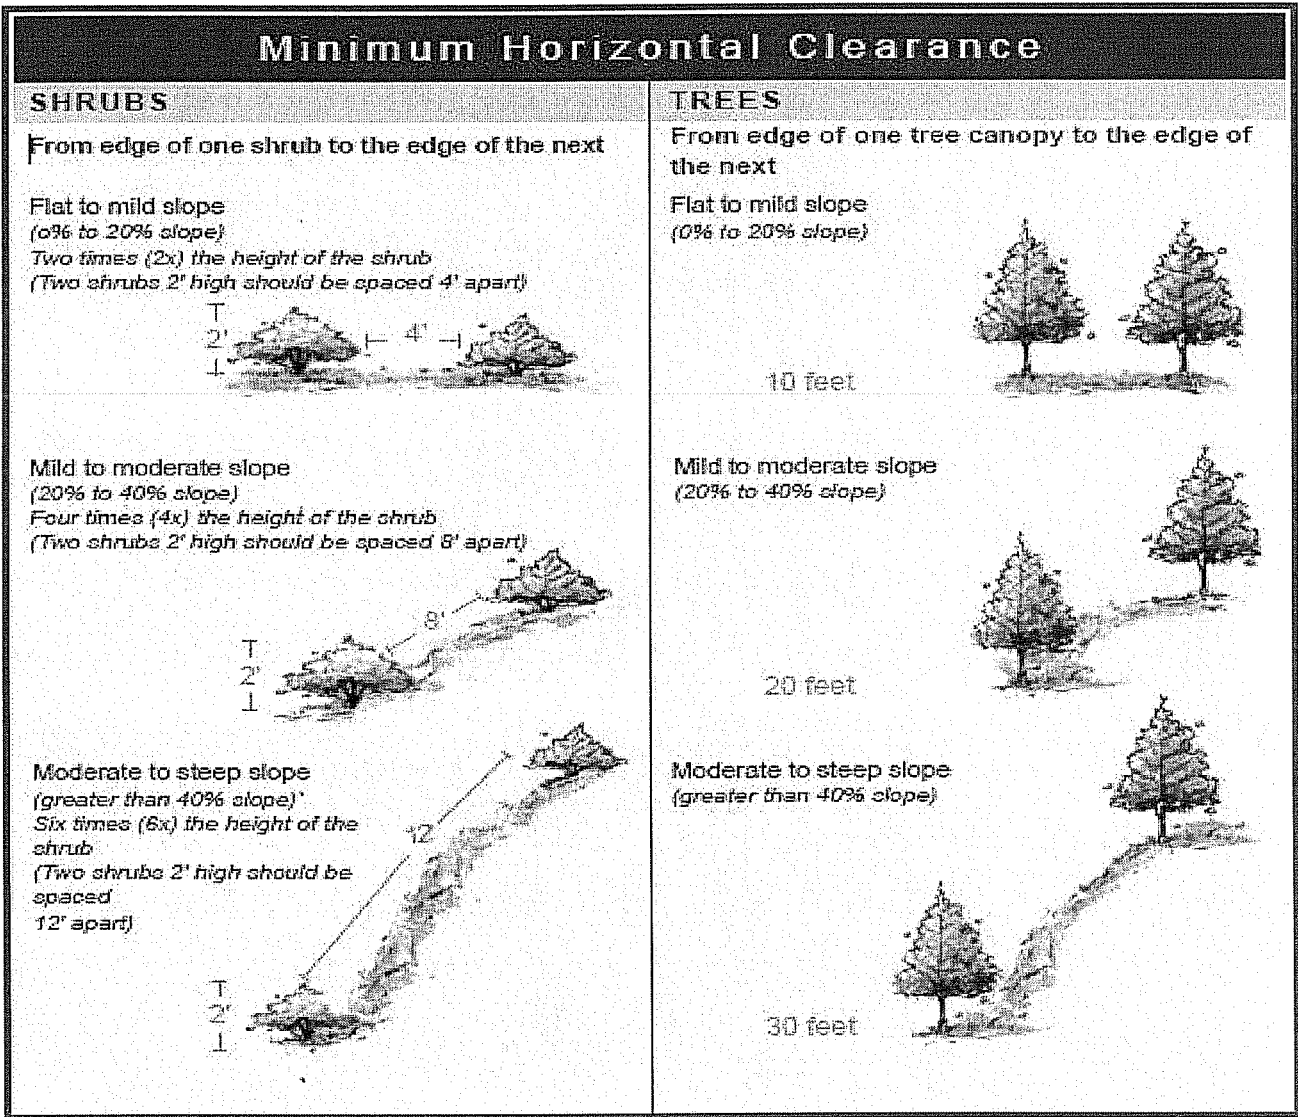 Minimum Horizontal Clearance
SHRUBS
From edge of one shrub to the edge of the next
Flat to mild slope
(0% to 20% slope)
Two times (2x) the height of the shrub
(Two shrubs 2' high should be spaced 4' apart)
2'
4'
Mild to moderate slope
(20% to 40% slope)
Four times (4x) the height of the shrub
(Two shrubs 2' high should be spaced 8' apart)
8'
2'
Moderate to steep slope
(greater than 40% slope)
Six times (6x) the height of the
shrub
(Two shrubs 2' high should be
spaced
12' apart)
12'
2'
TREES
From edge of one tree canopy to the edge of
the next
Flat to mild slope
(0% to 20% slope)
10 feet
Mild to moderate slope
(20% to 40% slope)
20 feet
Moderate to steep slope
(greater than 40% slope)
30 feet